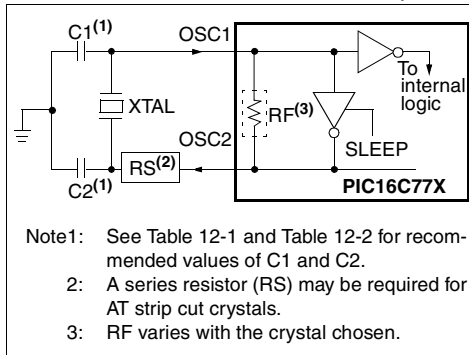 C1(1)
OSC1
To
internal
logic
XTAL
RF(3)
OSC2
SLEEP
RS(2)
C2(1)
PIC16C77X
Note1: See Table 12-1 and Table 12-2 for recom-
mended values of C1 and C2.
2: A series resistor (RS) may be required for
AT strip cut crystals.
3: RF varies with the crystal chosen.